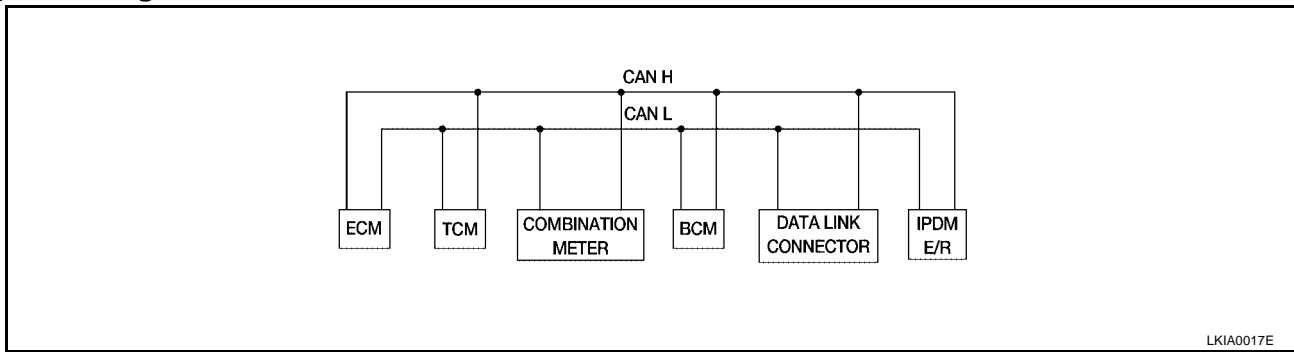 CAN H
CAN L
ECM
TCM
COMBINATION
METER
BCM
DATA LINK
CONNECTOR
IPDM
E/R
LKIA0017E